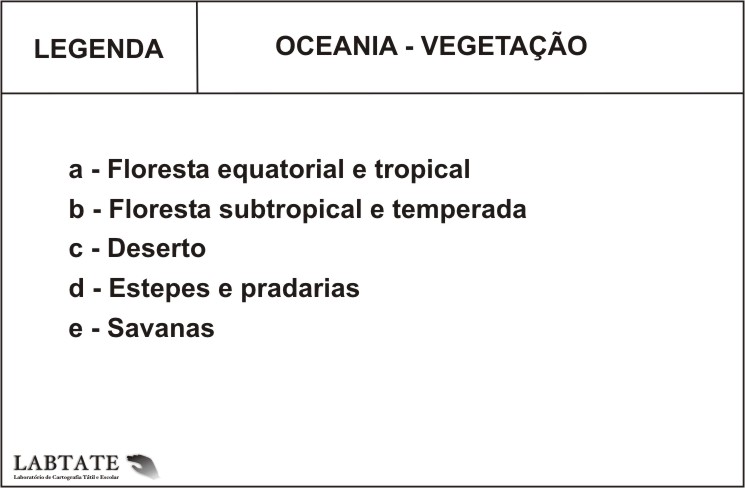 LEGENDA
OCEANIA - VEGETAÇÃO
a - Floresta equatorial e tropical
b - Floresta subtropical e temperada
c - Deserto
d - Estepes e pradarias
e - Savanas
LABTATE
Laboratório de Cartografia Tátil e Escolar